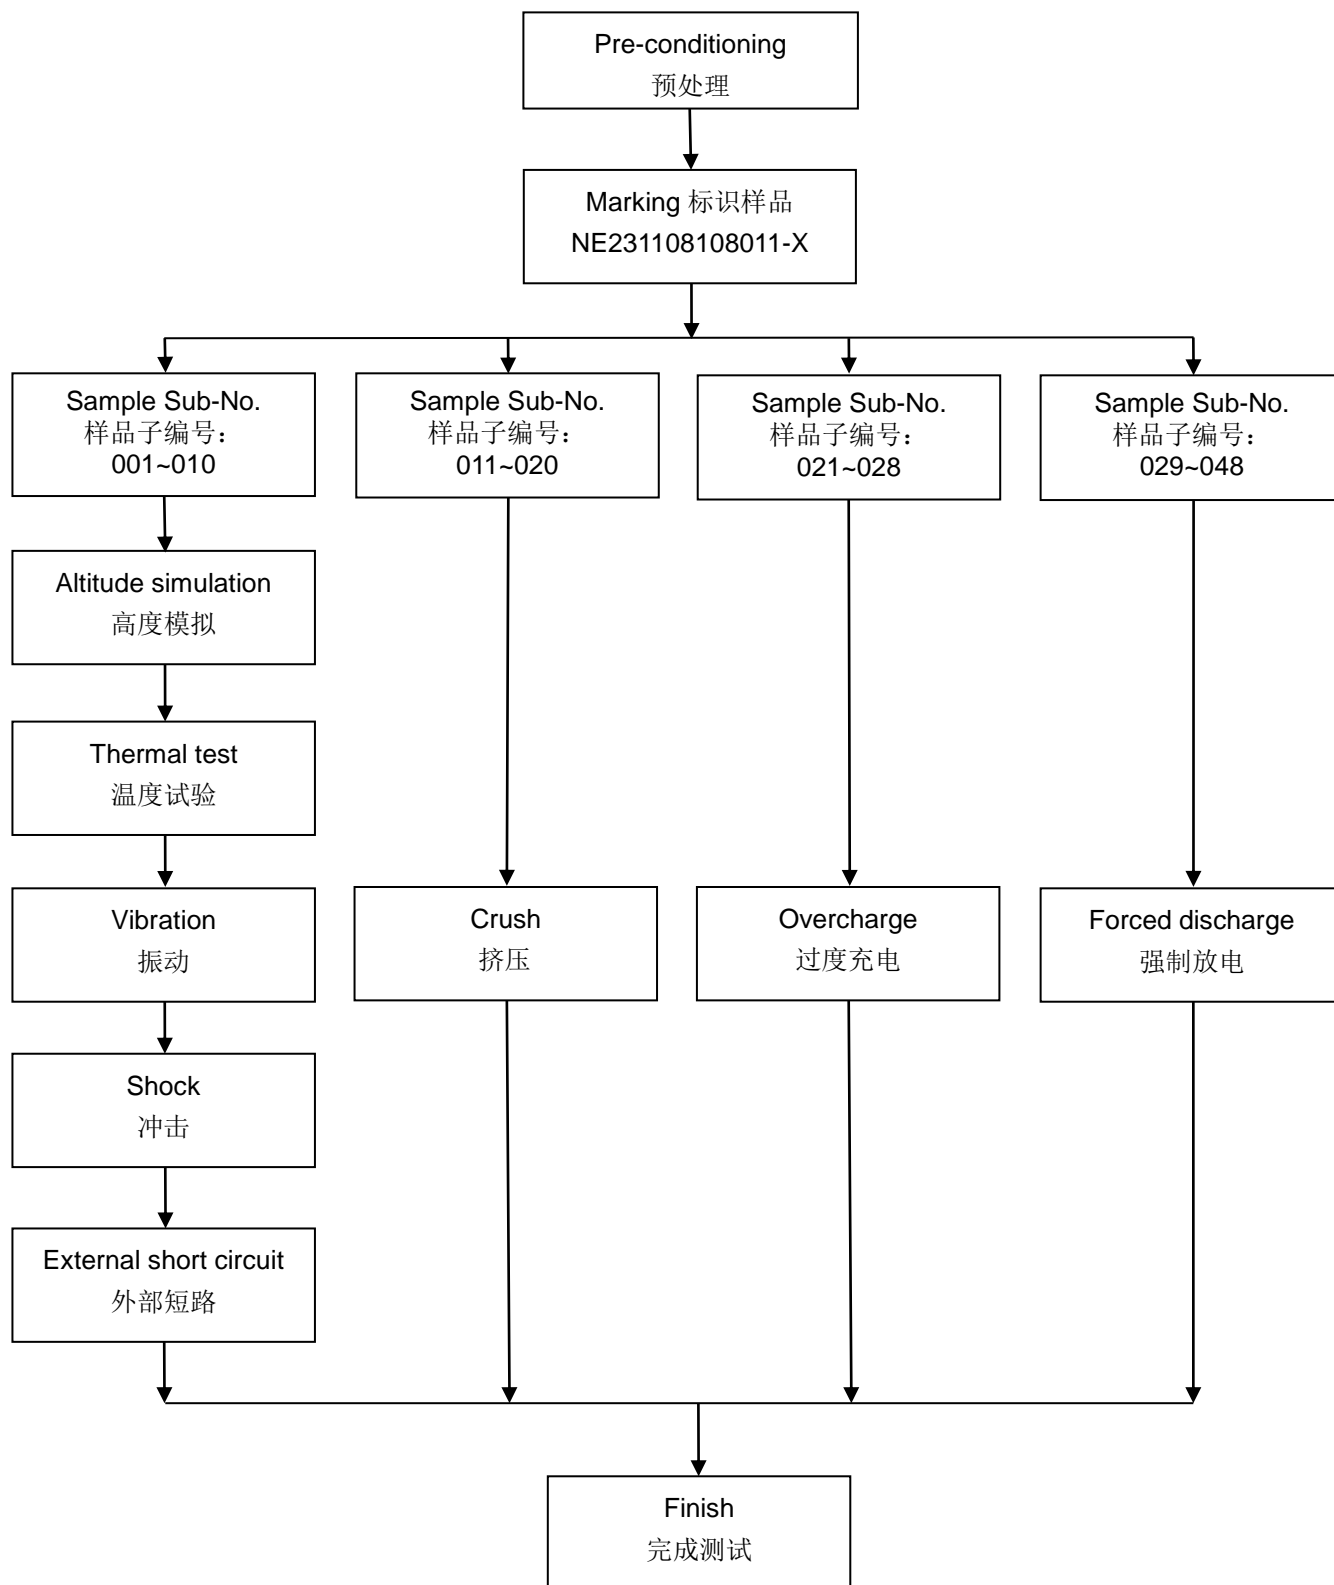 Pre-conditioning
预处理
Marking 标识样品
NE231108108011-X
Sample Sub-No.
样品子编号：
001~010
Sample Sub-No.
样品子编号：
011~020
Sample Sub-No.
样品子编号：
021~028
Sample Sub-No.
样品子编号：
029~048
Altitude simulation
高度模拟
Thermal test
温度试验
Vibration
振动
Crush
挤压
Overcharge
过度充电
Forced discharge
强制放电
Shock
冲击
External short circuit
外部短路
Finish
完成测试